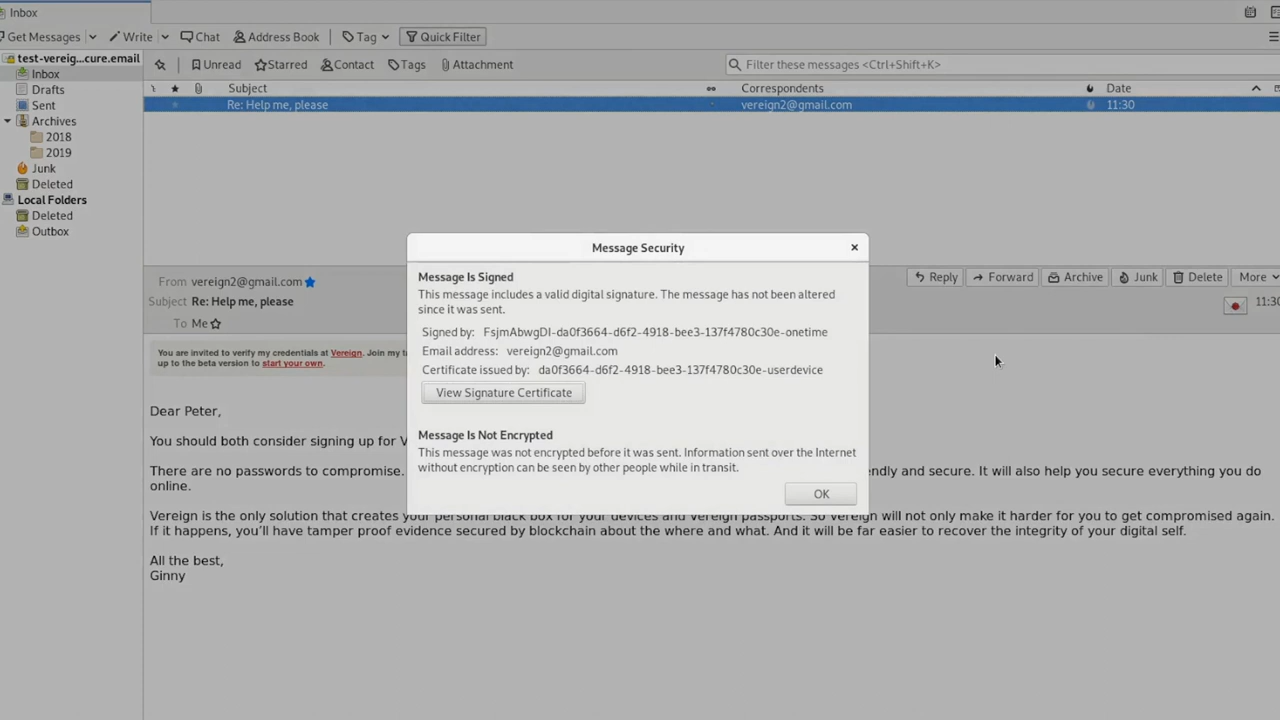 Inbox
Get Messages Write Chat Address Book Tag Quick Filter
test-vereig...cure.email
Inbox
Drafts
Sent
Archives
2018
2019
Junk
Deleted
Local Folders
Deleted
Outbox
Unread Starred Contact Tags Attachment Filter these messages <Ctrl+Shift+K>
Subject Correspondents Date
Re: Help me, please vereign2@gmail.com 11:30
From vereign2@gmail.com
Reply Forward Archive Junk Delete More
Subject Re: Help me, please 11:30
To Me
You are invited to verify my credentials at Vereign. Join my
up to the beta version to start your own.
Dear Peter,
You should both consider signing up for
There are no passwords to compromise. and secure. It will also help you secure everything you do
online.
Vereign is the only solution that creates your personal black box for your devices and Vereign passports. So Vereign will not only make it harder for you to get compromised again.
If it happens, you'll have tamper proof evidence secured by blockchain about the where and what. And it will be far easier to recover the integrity of your digital self.
All the best,
Ginny
Message Security
Message Is Signed
This message includes a valid digital signature. The message has not been altered
since it was sent.
Signed by: FsjmAbwgDI-da0f3664-d6f2-4918-bee3-137f4780c30e-onetime
Email address: vereign2@gmail.com
Certificate issued by: da0f3664-d6f2-4918-bee3-137f4780c30e-userdevice
View Signature Certificate
Message Is Not Encrypted
This message was not encrypted before it was sent. Information sent over the Internet
without encryption can be seen by other people while in transit.
OK